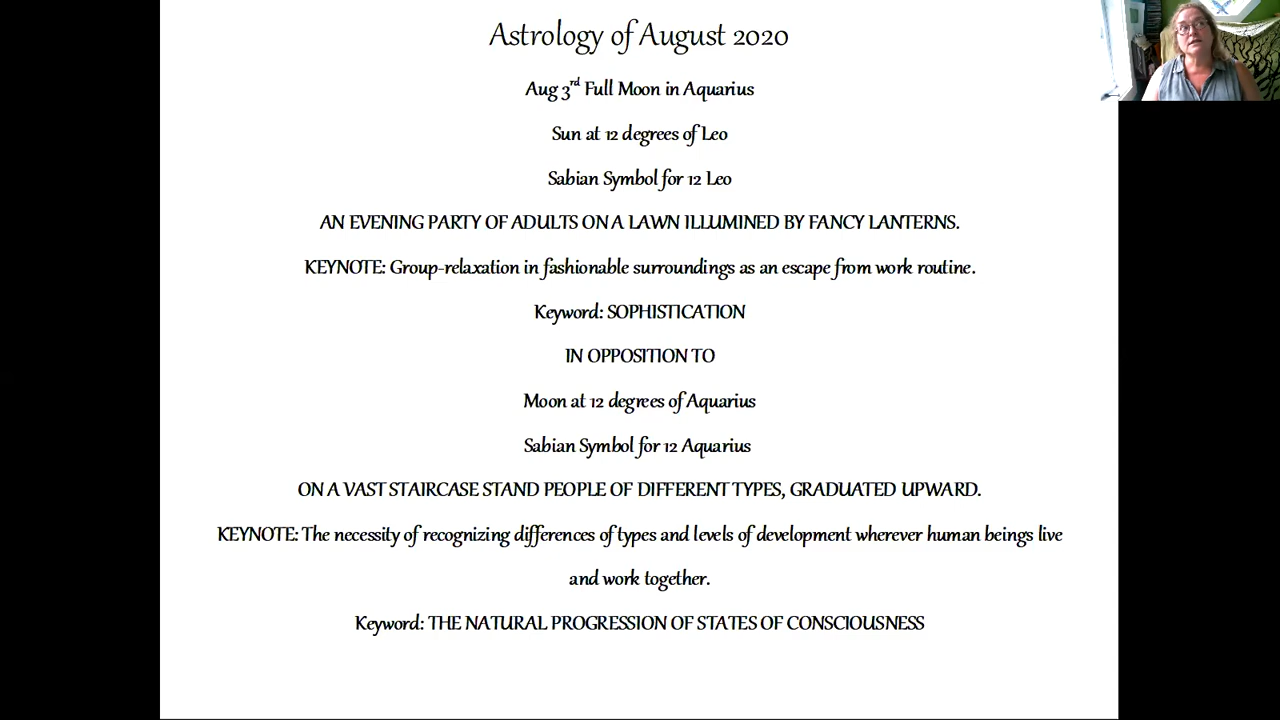 Astrology of August 2020
Aug 3rd Full Moon in Aquarius
Sun at 12 degrees of Leo
Sabian Symbol for 12 Leo
AN EVENING PARTY OF ADULTS ON A LAWN ILLUMINED BY FANCY LANTERNS.
KEYNOTE: Group-relaxation in fashionable surroundings as an escape from work routine.
Keyword: SOPHISTICATION
IN OPPOSITION TO
Moon at 12 degrees of Aquarius
Sabian Symbol for 12 Aquarius
ON A VAST STAIRCASE STAND PEOPLE OF DIFFERENT TYPES, GRADUATED UPWARD.
KEYNOTE: The necessity of recognizing differences of types and levels of development wherever human beings live
and work together.
Keyword: THE NATURAL PROGRESSION OF STATES OF CONSCIOUSNESS